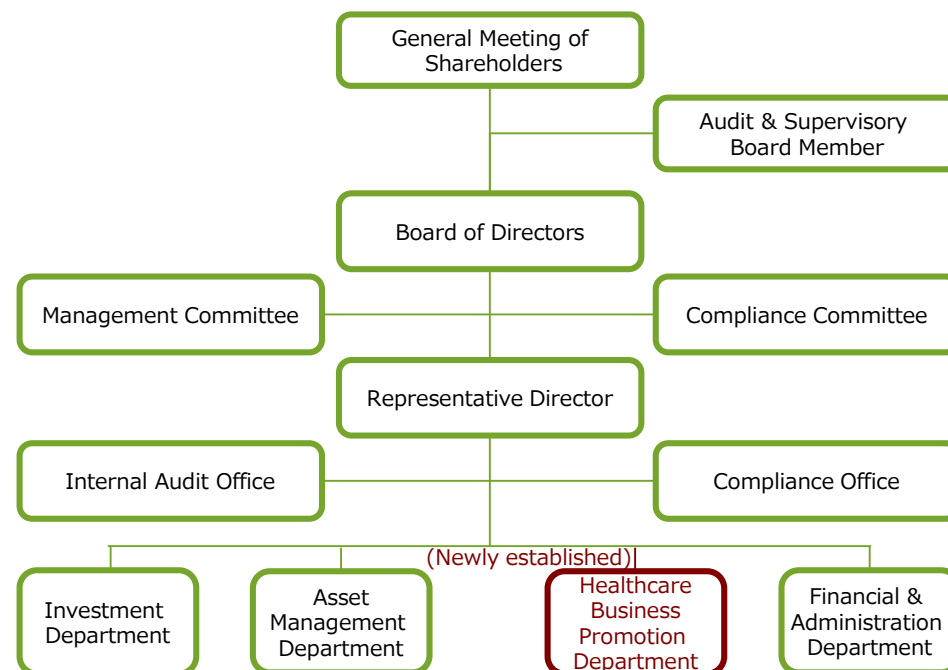 General Meeting of
Shareholders
Audit & Supervisory
Board Member
Board of Directors
Management Committee
Compliance Committee
Representative Director
Internal Audit Office
Compliance Office
(Newly established)
Investment
Department
Asset
Management
Department
Healthcare
Business
Promotion
Department
Financial &
Administration
Department